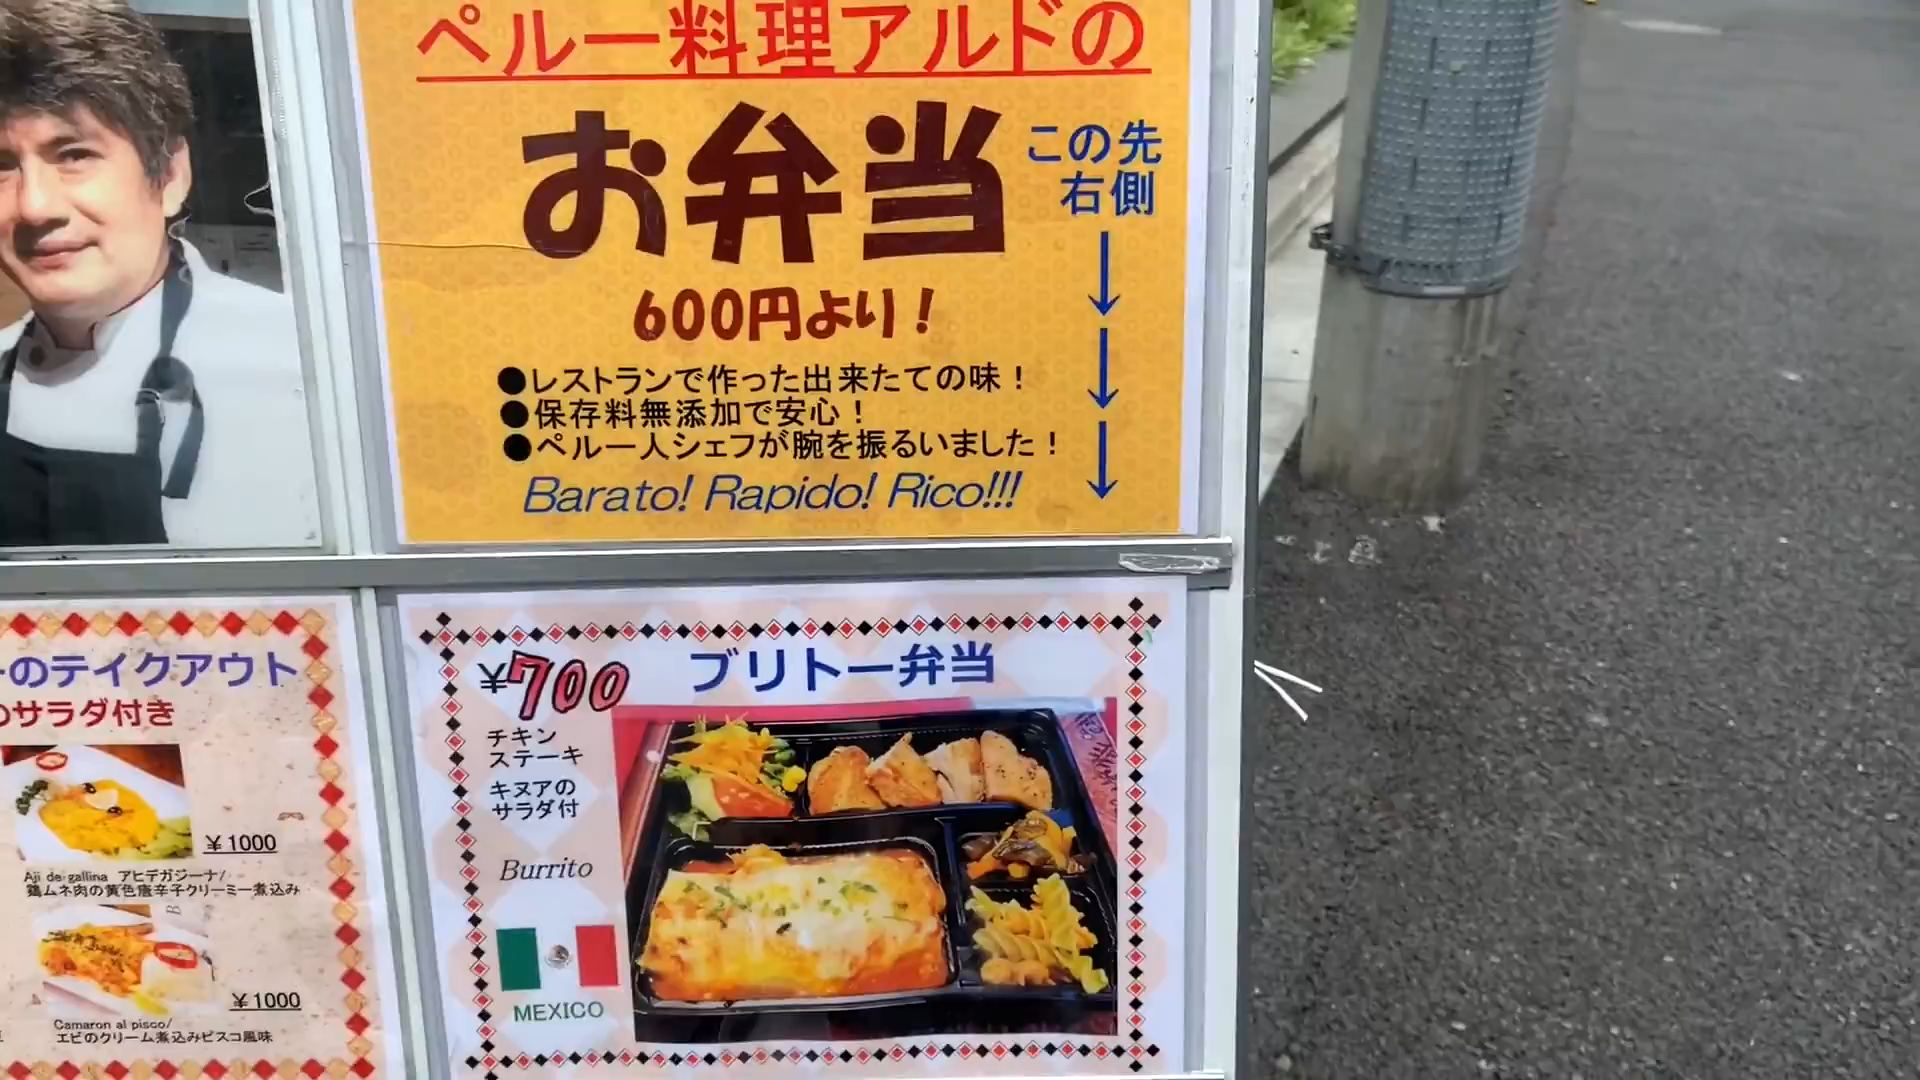 ペルー料理アルドの
お弁当
この先
右側
600円より!
●レストランで作った出来たての味!
●保存料無添加で安心!
●ペルー人シェフが腕を振るいました!
Barato! Rapido! Rico!!!
のテイクアウト
サラダ付き
¥1000
Aji de gallina アヒデガジーナ/
鶏ムネ肉の黄色唐辛子クリーミー煮込み
¥1000
Camaron al pisco/
エビのクリーム煮込みピスコ風味
¥700
ブリトー弁当
チキン
ステーキ
キヌアの
サラダ付
Burrito
MEXICO